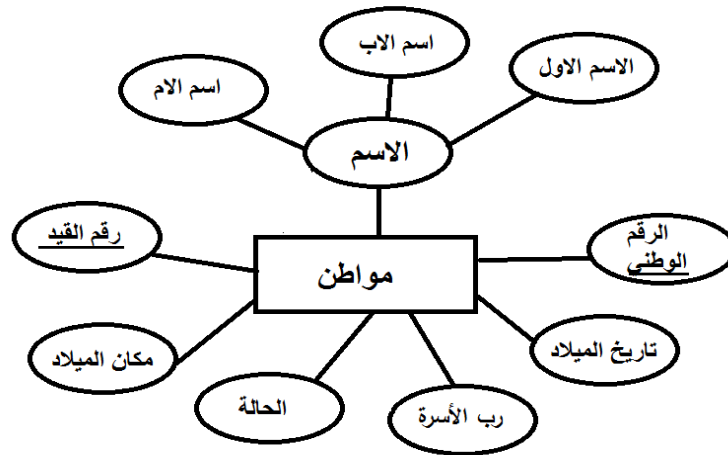 اسم الاب
الاسم الاول
اسم الام
الاسم
رقم القيد
الرقم
الوطني
مواطن
تاريخ الميلاد
مكان الميلاد
الحالة
رب الأسرة